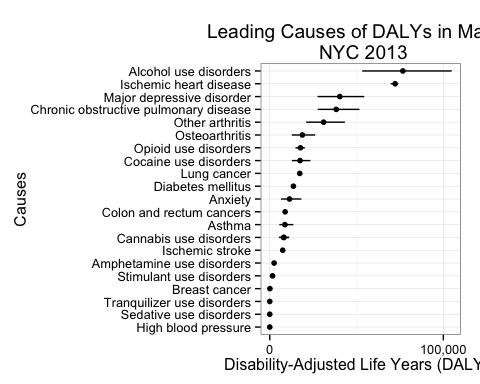 Leading Causes of DALYs in Ma
NYC 2013
Alcohol use disorders
Ischemic heart disease
Major depressive disorder
Chronic obstructive pulmonary disease
Other arthritis
Osteoarthritis
Opioid use disorders
Cocaine use disorders
Lung cancer
Diabetes mellitus
Anxiety
Colon and rectum cancers
Asthma
Cannabis use disorders
Ischemic stroke
Amphetamine use disorders
Stimulant use disorders
Breast cancer
Tranquilizer use disorders
Sedative use disorders
High blood pressure
Causes
0 100,000
Disability-Adjusted Life Years (DALY